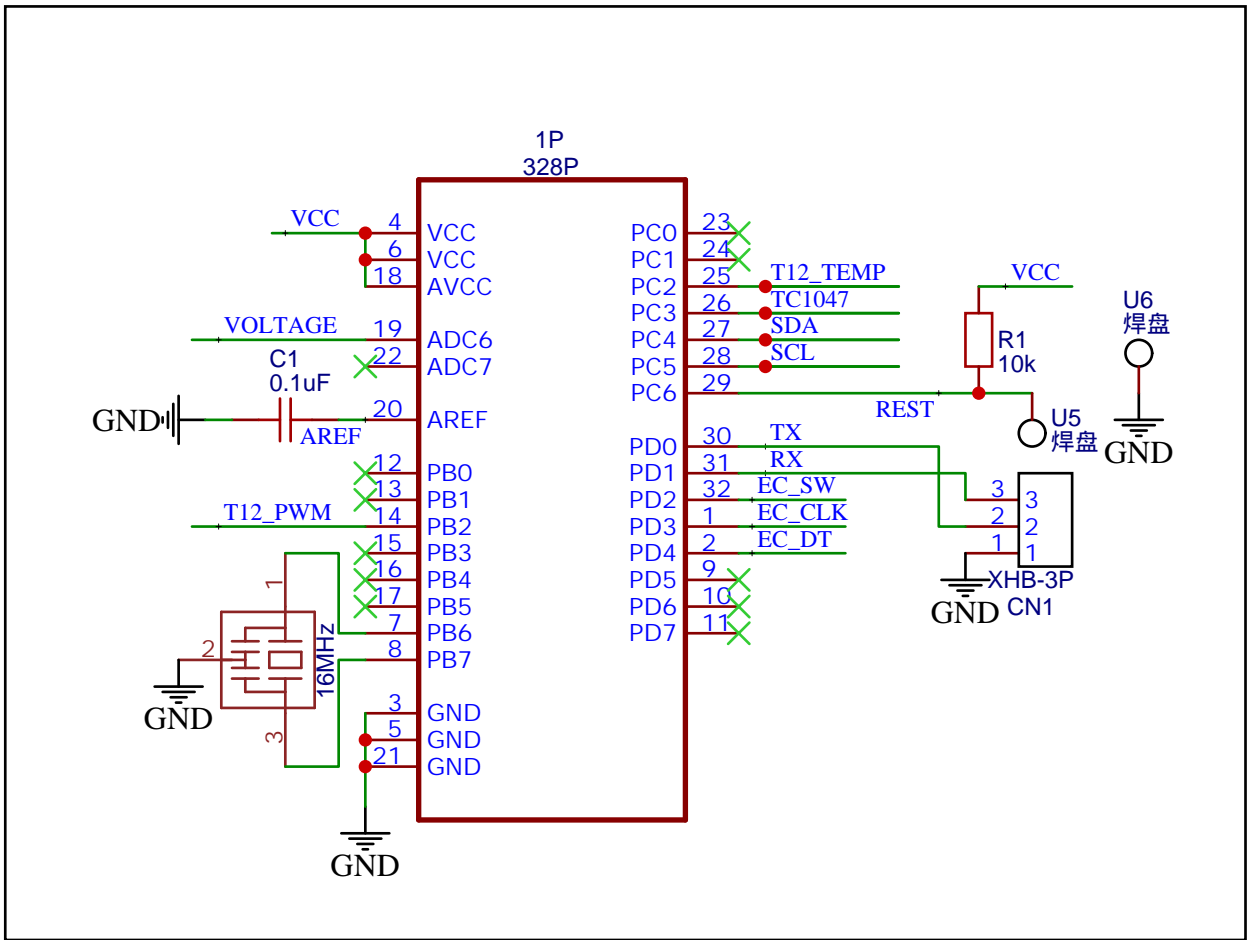 1P
328P
VCC
4
VCC
6
VCC
18
AVCC
VOLTAGE
19
ADC6
22
ADC7
C1
0.1uF
GND
AREF
20
AREF
12
PB0
13
PB1
T12_PWM
14
PB2
15
PB3
16
PB4
17
PB5
7
PB6
8
PB7
1
2
3
16MHz
GND
3
GND
5
GND
21
GND
GND
PC0
23
PC1
24
PC2
25
T12_TEMP
PC3
26
TC1047
PC4
27
SDA
PC5
28
SCL
PC6
29
REST
VCC
R1
10k
U6
焊盘
GND
U5
焊盘
PD0
30
TX
PD1
31
RX
PD2
32
EC_SW
PD3
1
EC_CLK
PD4
2
EC_DT
PD5
9
PD6
10
PD7
11
3
3
2
2
1
1
XHB-3P
CN1
GND